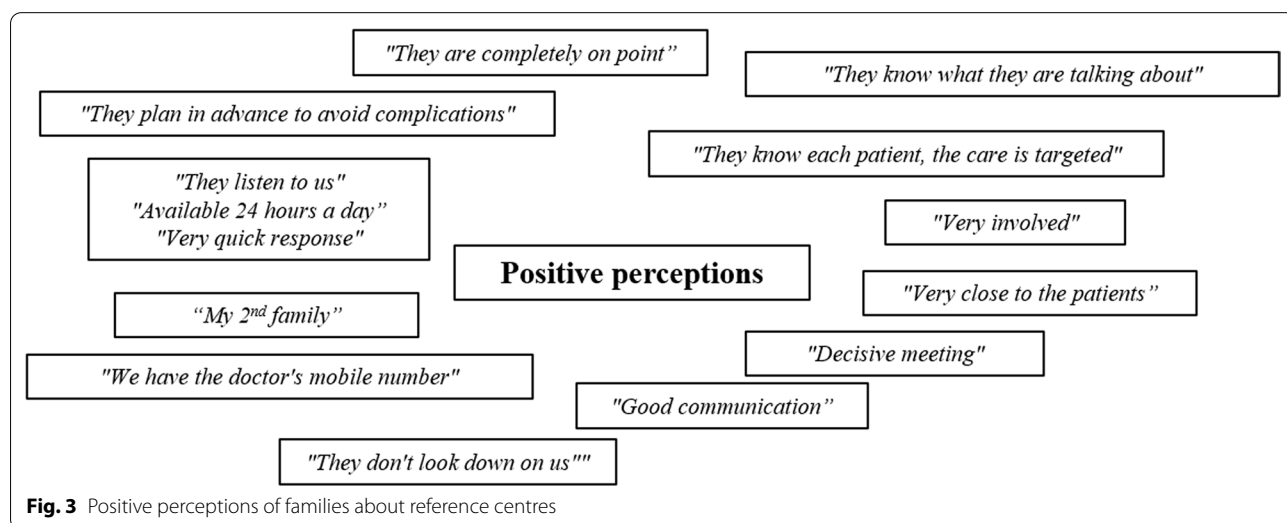 "They are completely on point”
"They know what they are talking about"
"They plan in advance to avoid complications"
"They know each patient, the care is targeted"
"They listen to us"
"Available 24 hours a day”
"Very quick response"
"Very involved"
Positive perceptions
"Very close to the patients”
“My 2nd family”
"Decisive meeting"
"We have the doctor's mobile number"
"Good communication”
"They don't look down on us""
Fig. 3 Positive perceptions of families about reference centres